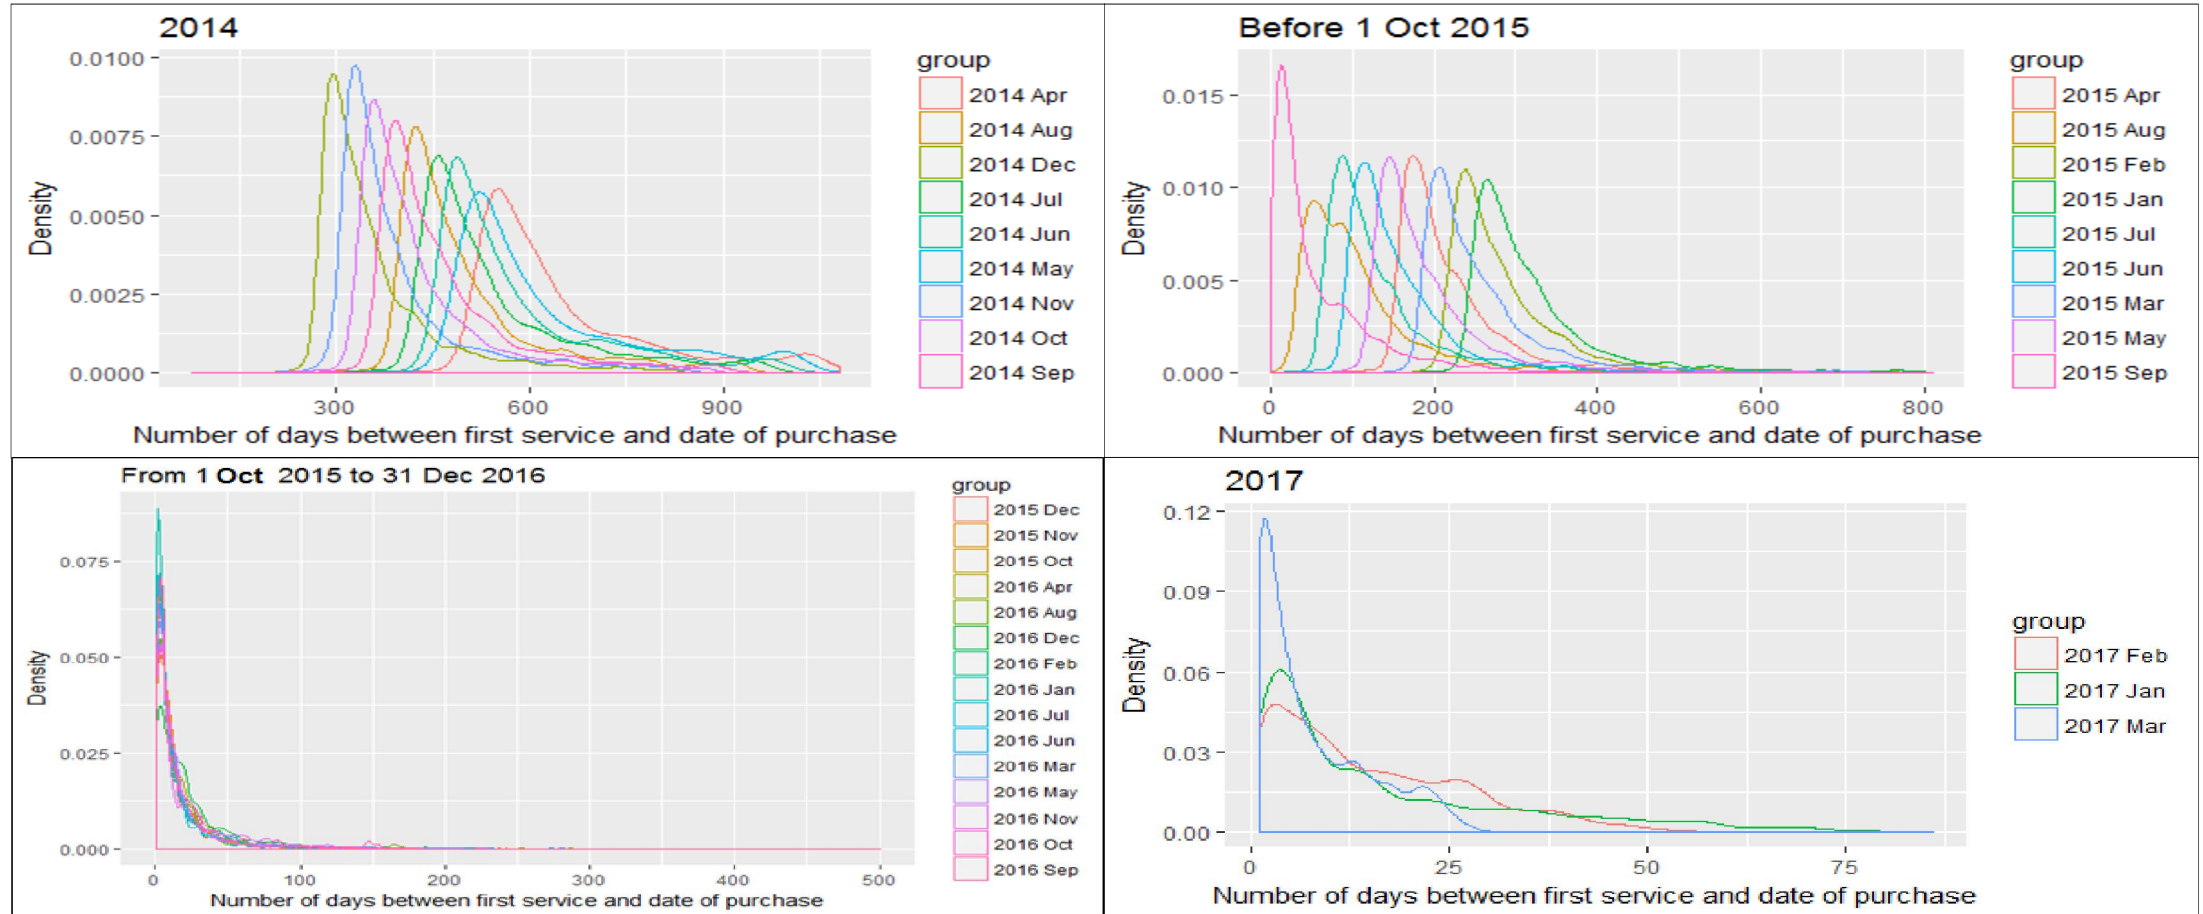 2014
0.0100
0.0075
0.0050
0.0025
0.0000
Density
300 600 900
Number of days between first service and date of purchase
group
2014 Apr
2014 Aug
2014 Dec
2014 Jul
2014 Jun
2014 May
2014 Nov
2014 Oct
2014 Sep
Before 1 Oct 2015
0.015
0.010
0.005
0.000
Density
0 200 400 600 800
Number of days between first service and date of purchase
group
2015 Apr
2015 Aug
2015 Feb
2015 Jan
2015 Jul
2015 Jun
2015 Mar
2015 May
2015 Sep
From 1 Oct 2015 to 31 Dec 2016
0.075
0.050
0.025
0.000
Density
0 100 200 300 400 500
Number of days between first service and date of purchase
group
2015 Dec
2015 Nov
2015 Oct
2016 Apr
2016 Aug
2016 Dec
2016 Feb
2016 Jan
2016 Jul
2016 Jun
2016 Mar
2016 May
2016 Nov
2016 Oct
2016 Sep
2017
0.12
0.09
0.06
0.03
0.00
Density
0 25 50 75
Number of days between first service and date of purchase
group
2017 Feb
2017 Jan
2017 Mar